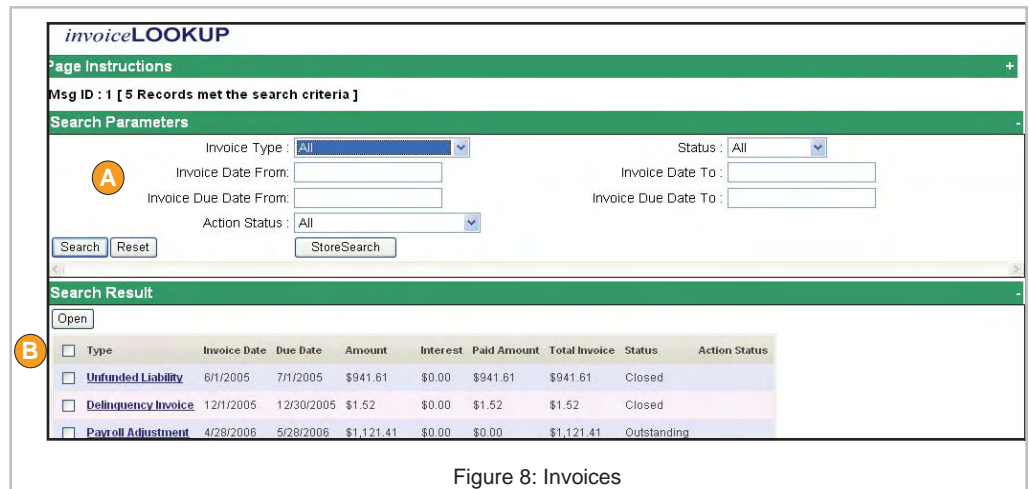 invoiceLOOKUP
Page Instructions +
Msg ID : 1 [ 5 Records met the search criteria ]
Search Parameters -
Invoice Type : All Status : All
A
Invoice Date From: Invoice Date To :
Invoice Due Date From: Invoice Due Date To :
Action Status : All
Search Reset StoreSearch
Search Result -
Open
B
Type Invoice Date Due Date Amount Interest Paid Amount Total Invoice Status Action Status
Unfunded Liability 6/1/2005 7/1/2005 $941.61 $0.00 $941.61 $941.61 Closed
Delinquency Invoice 12/1/2005 12/30/2005 $1.52 $0.00 $1.52 $1.52 Closed
Payroll Adjustment 4/28/2006 5/28/2006 $1,121.41 $0.00 $0.00 $1,121.41 Outstanding
Figure 8: Invoices